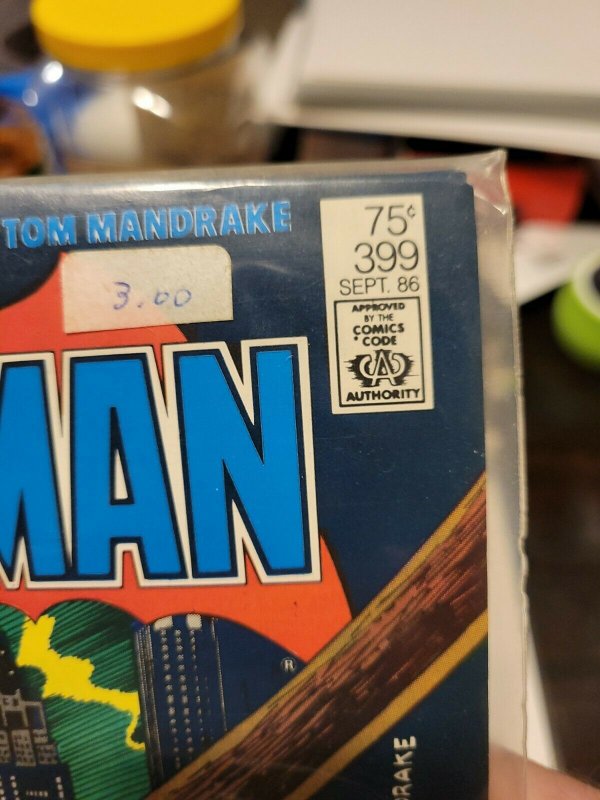 TOM MANDRAKE
75¢
399
SEPT. 86
3.00
APPROVED
BY THE
COMICS
CODE
CA
AUTHORITY
MAN
®
RAKE